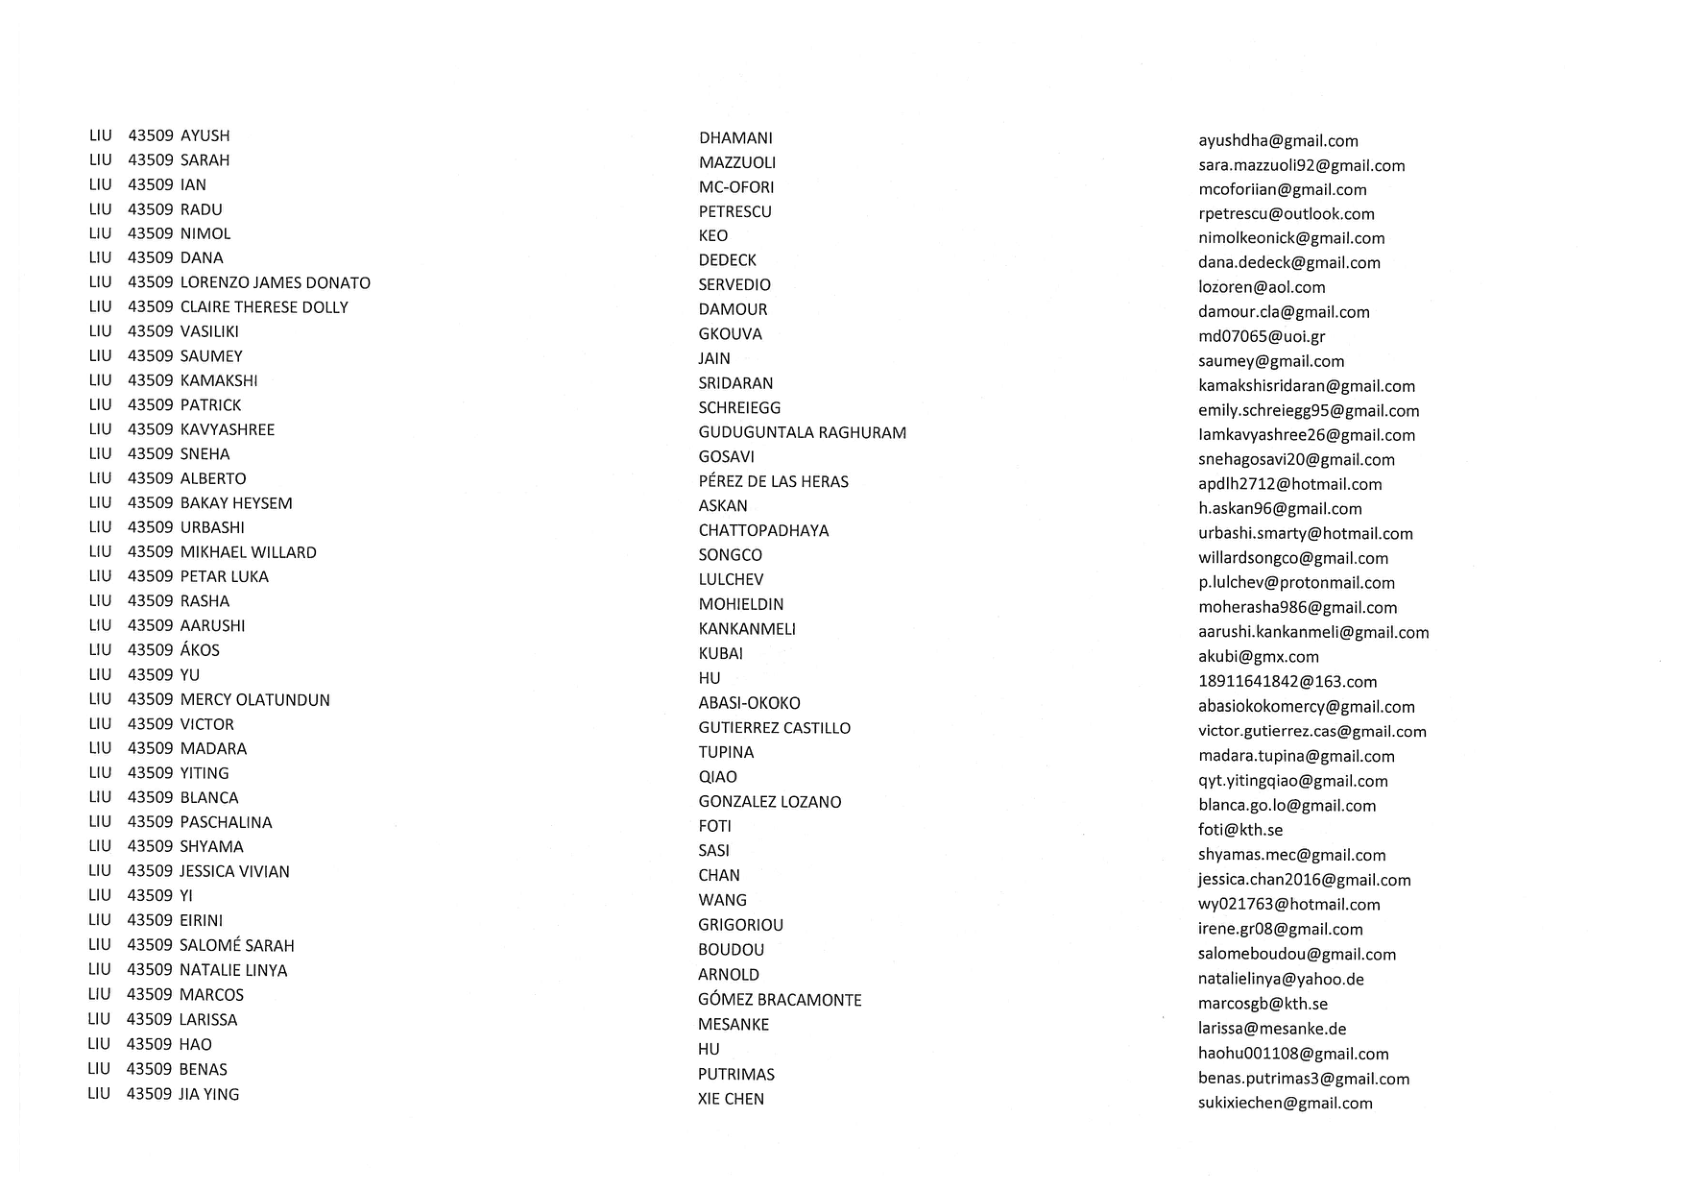 LIU 43509 AYUSH DHAMANI ayushdha@gmail.com
LIU 43509 SARAH MAZZUOLI sara.mazzuoli92@gmail.com
LIU 43509 IAN MC-OFORI mcoforiian@gmail.com
LIU 43509 RADU PETRESCU rpetrescu@outlook.com
LIU 43509 NIMOL KEO nimolkeonick@gmail.com
LIU 43509 DANA DEDECK dana.dedeck@gmail.com
LIU 43509 LORENZO JAMES DONATO SERVEDIO lozoren@aol.com
LIU 43509 CLAIRE THERESE DOLLY DAMOUR damour.cla@gmail.com
LIU 43509 VASILIKI GKOUVA md07065@uoi.gr
LIU 43509 SAUMEY JAIN saumey@gmail.com
LIU 43509 KAMAKSHI SRIDARAN kamakshisridaran@gmail.com
LIU 43509 PATRICK SCHREIEGG emily.schreiegg95@gmail.com
LIU 43509 KAVYASHREE GUDUGUNTALA RAGHURAM Iamkavyashree26@gmail.com
LIU 43509 SNEHA GOSAVI snehagosavi20@gmail.com
LIU 43509 ALBERTO PÉREZ DE LAS HERAS apdlh2712@hotmail.com
LIU 43509 BAKAY HEYSEM ASKAN h.askan96@gmail.com
LIU 43509 URBASHI CHATTOPADHAYA urbashi.smarty@hotmail.com
LIU 43509 MIKHAEL WILLARD SONGCO willardsongco@gmail.com
LIU 43509 PETAR LUKA LULCHEV p.lulchev@protonmail.com
LIU 43509 RASHA MOHIELDIN moherasha986@gmail.com
LIU 43509 AARUSHI KANKANMELI aarushi.kankanmeli@gmail.com
LIU 43509 ÁKOS KUBAI akubi@gmx.com
LIU 43509 YU HU 18911641842@163.com
LIU 43509 MERCY OLATUNDUN ABASI-OKOKO abasiokokomercy@gmail.com
LIU 43509 VICTOR GUTIERREZ CASTILLO victor.gutierrez.cas@gmail.com
LIU 43509 MADARA TUPINA madara.tupina@gmail.com
LIU 43509 YITING QIAO qyt.yitingqiao@gmail.com
LIU 43509 BLANCA GONZALEZ LOZANO blanca.go.lo@gmail.com
LIU 43509 PASCHALINA FOTI foti@kth.se
LIU 43509 SHYAMA SASI shyamas.mec@gmail.com
LIU 43509 JESSICA VIVIAN CHAN jessica.chan2016@gmail.com
LIU 43509 YI WANG wy021763@hotmail.com
LIU 43509 EIRINI GRIGORIOU irene.gr08@gmail.com
LIU 43509 SALOMÉ SARAH BOUDOU salomeboudou@gmail.com
LIU 43509 NATALIE LINYA ARNOLD natalielinya@yahoo.de
LIU 43509 MARCOS GÓMEZ BRACAMONTE marcosgb@kth.se
LIU 43509 LARISSA MESANKE larissa@mesanke.de
LIU 43509 HAO HU haohu001108@gmail.com
LIU 43509 BENAS PUTRIMAS benas.putrimas3@gmail.com
LIU 43509 JIA YING XIE CHEN sukixiechen@gmail.com